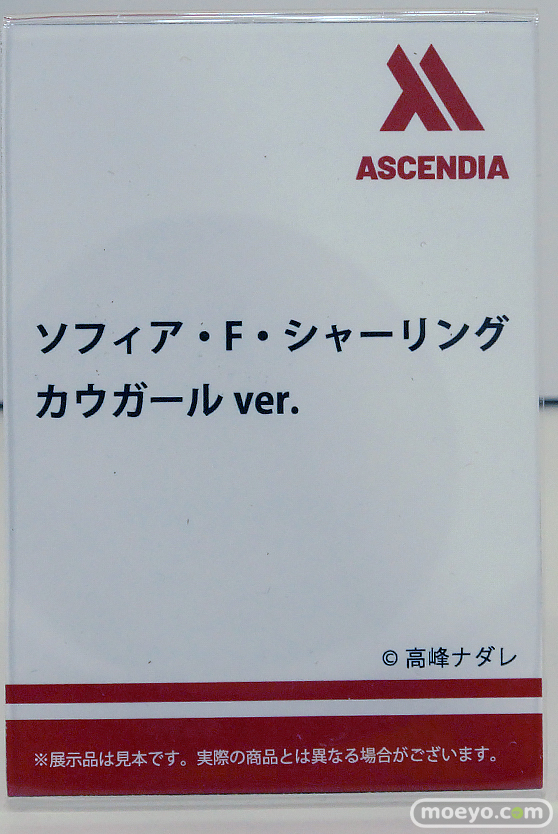 ASCENDIA
ソフィア・F・シャーリング
カウガール ver.
© 高峰ナダレ
※展示品は見本です。実際の商品とは異なる場合がございます。
moeyo.com